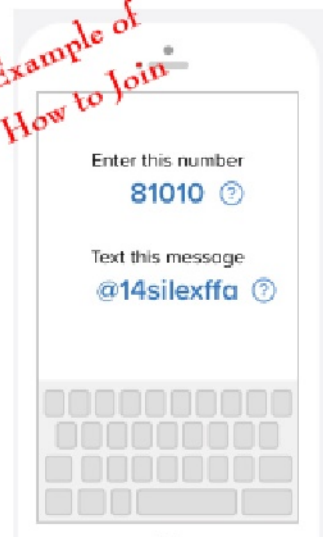 Example of
How to Join
Enter this number
81010 ?
Text this message
@14silexffa ?